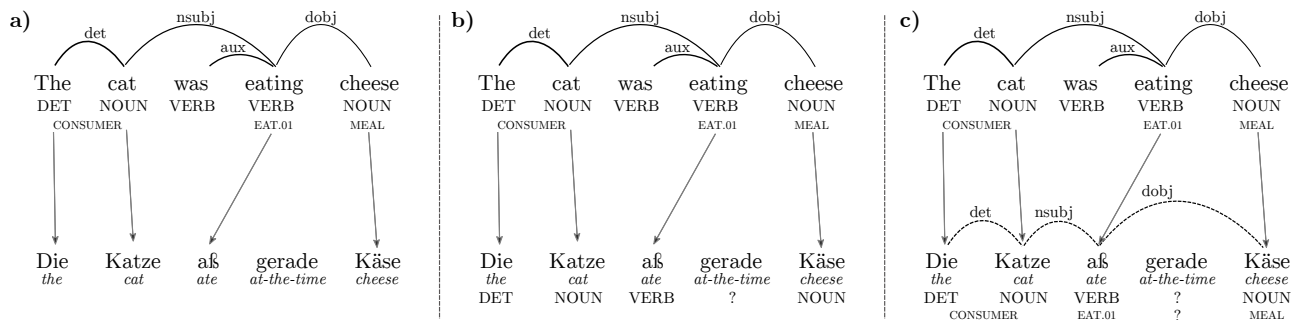 a)
nsubj dobj
det aux
The cat was eating cheese
DET NOUN VERB VERB NOUN
CONSUMER EAT.01 MEAL
Die Katze aß gerade Käse
the cat ate at-the-time cheese
b)
nsubj dobj
det aux
The cat was eating cheese
DET NOUN VERB VERB NOUN
CONSUMER EAT.01 MEAL
Die Katze aß gerade Käse
the cat ate at-the-time cheese
DET NOUN VERB ? NOUN
c)
nsubj dobj
det aux
The cat was eating cheese
DET NOUN VERB VERB NOUN
CONSUMER EAT.01 MEAL
dobj
det nsubj
Die Katze aß gerade Käse
the cat ate at-the-time cheese
DET NOUN VERB ? NOUN
CONSUMER EAT.01 ? MEAL